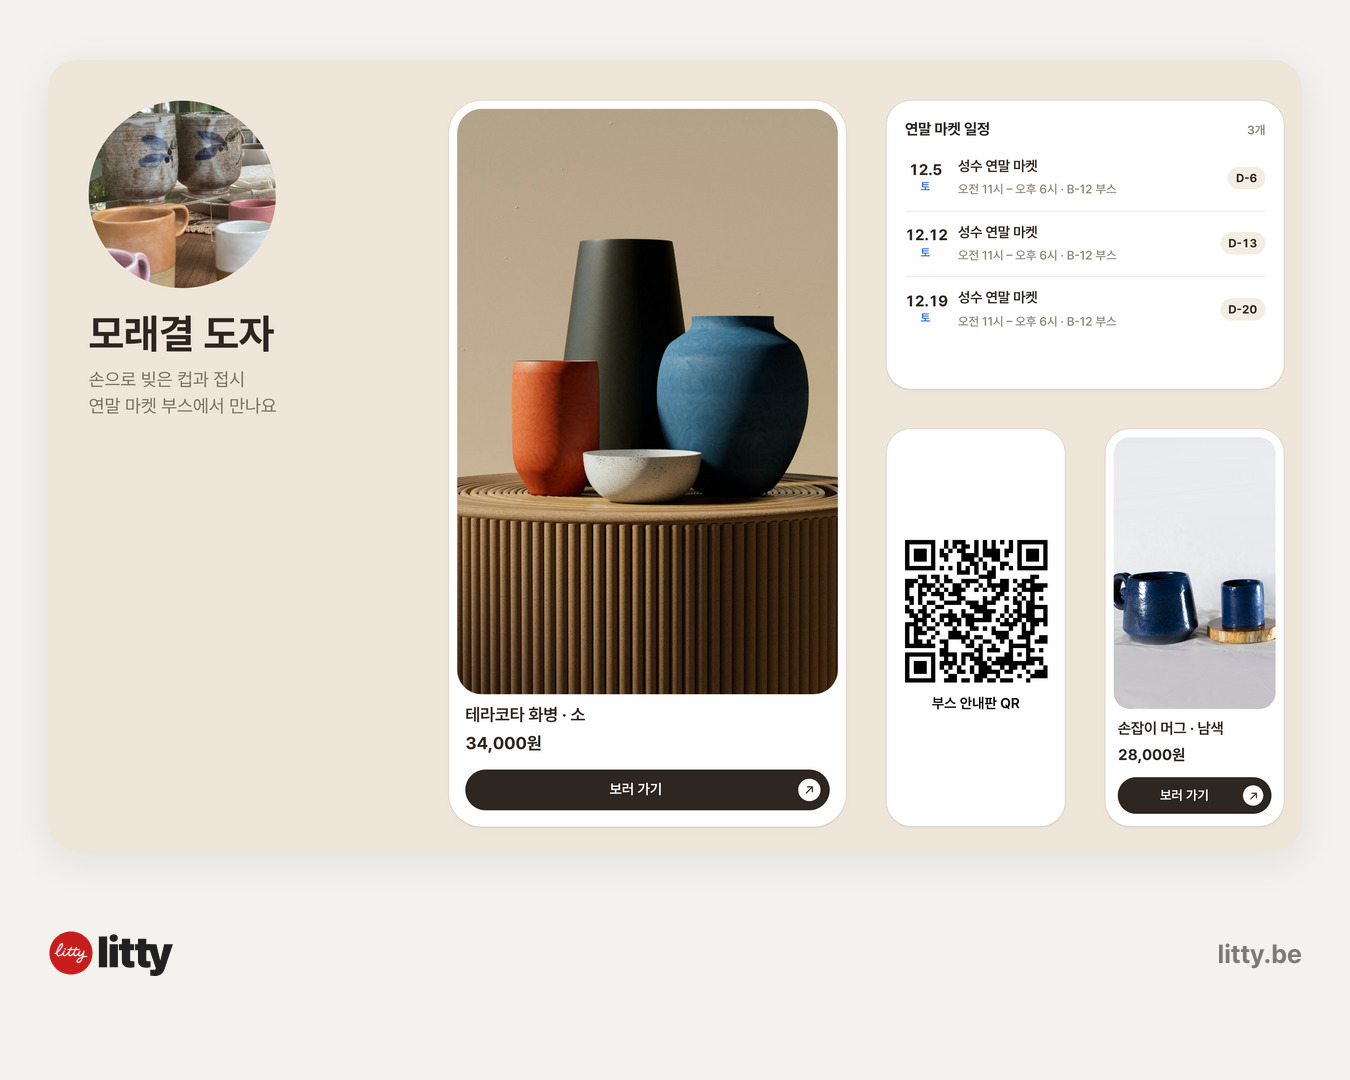 모래결 도자
손으로 빚은 컵과 접시
연말 마켓 부스에서 만나요
테라코타 화병 · 소
34,000원
보러 가기
연말 마켓 일정
3개
12.5
토
성수 연말 마켓
오전 11시 – 오후 6시 · B-12 부스
D-6
12.12
토
성수 연말 마켓
오전 11시 – 오후 6시 · B-12 부스
D-13
12.19
토
성수 연말 마켓
오전 11시 – 오후 6시 · B-12 부스
D-20
부스 안내판 QR
손잡이 머그 · 남색
28,000원
보러 가기
litty
litty
litty.be